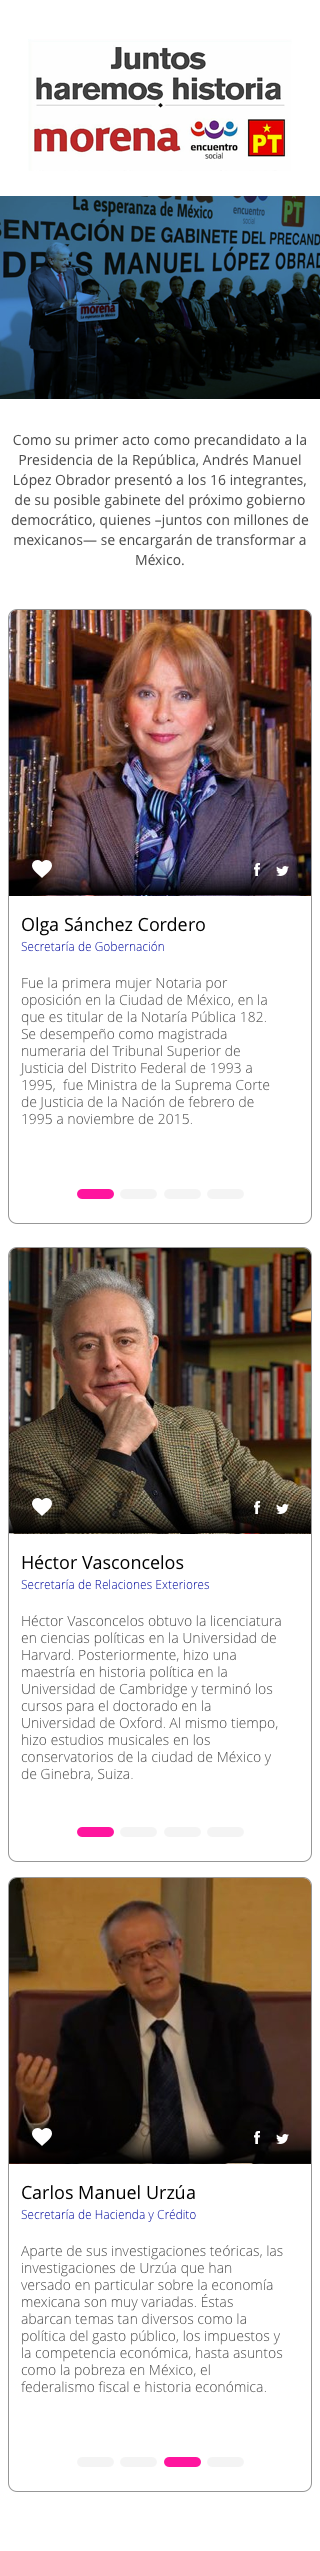 Juntos
haremos historia
morena
encuentro
social
PT
La esperanza de México
encuentro
social
PT
SENTACIÓN DE GABINETE DEL PRECAND
DRÉS MANUEL LÓPEZ OBRAD
morena
La esperanza de México
Como su primer acto como precandidato a la
Presidencia de la República, Andrés Manuel
López Obrador presentó a los 16 integrantes,
de su posible gabinete del próximo gobierno
democrático, quienes –juntos con millones de
mexicanos— se encargarán de transformar a
México.
Olga Sánchez Cordero
Secretaría de Gobernación
Fue la primera mujer Notaria por
oposición en la Ciudad de México, en la
que es titular de la Notaría Pública 182.
Se desempeño como magistrada
numeraria del Tribunal Superior de
Justicia del Distrito Federal de 1993 a
1995,  fue Ministra de la Suprema Corte
de Justicia de la Nación de febrero de
1995 a noviembre de 2015.
Héctor Vasconcelos
Secretaría de Relaciones Exteriores
Héctor Vasconcelos obtuvo la licenciatura
en ciencias políticas en la Universidad de
Harvard. Posteriormente, hizo una
maestría en historia política en la
Universidad de Cambridge y terminó los
cursos para el doctorado en la
Universidad de Oxford. Al mismo tiempo,
hizo estudios musicales en los
conservatorios de la ciudad de México y
de Ginebra, Suiza.
Carlos Manuel Urzúa
Secretaría de Hacienda y Crédito
Aparte de sus investigaciones teóricas, las
investigaciones de Urzúa que han
versado en particular sobre la economía
mexicana son muy variadas. Éstas
abarcan temas tan diversos como la
política del gasto público, los impuestos y
la competencia económica, hasta asuntos
como la pobreza en México, el
federalismo fiscal e historia económica.